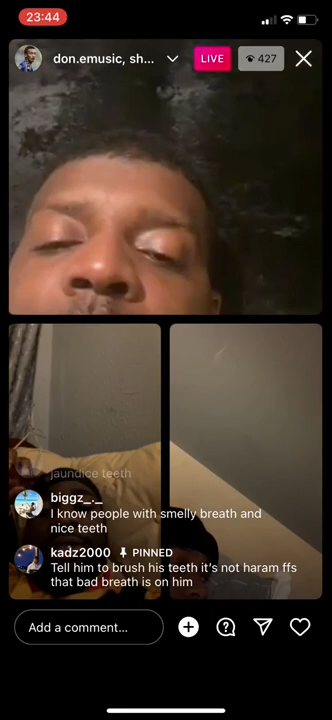 23:44
don.emusic, sh...
LIVE
427
jaundice teeth
biggz_._
I know people with smelly breath and
nice teeth
kadz2000 PINNED
Tell him to brush his teeth it's not haram ffs
that bad breath is on him
Add a comment...